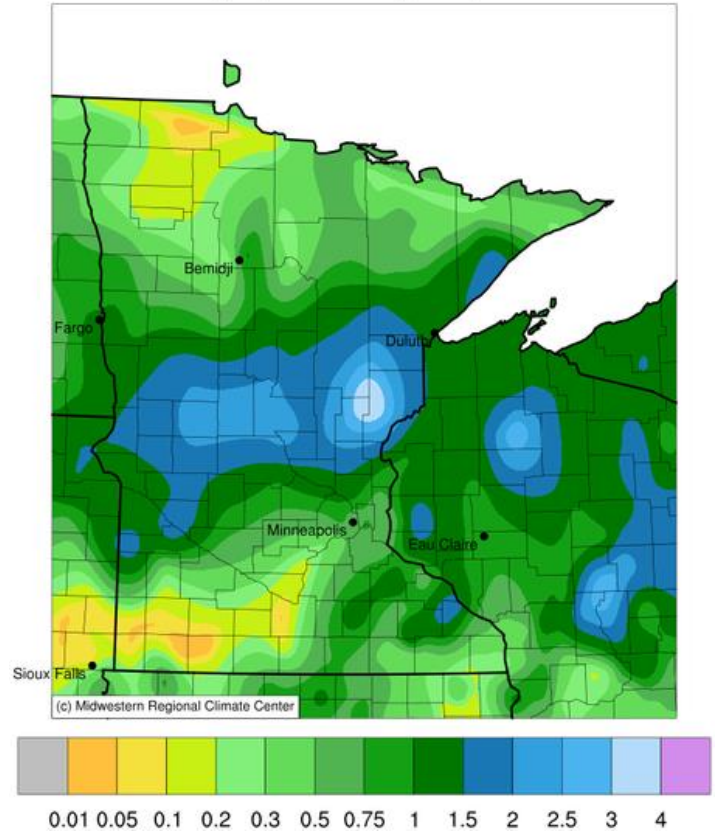 Bemidji
Fargo
Duluth
Minneapolis
Eau Claire
Sioux Falls
(c) Midwestern Regional Climate Center
0.01 0.05 0.1 0.2 0.3 0.5 0.75 1 1.5 2 2.5 3 4